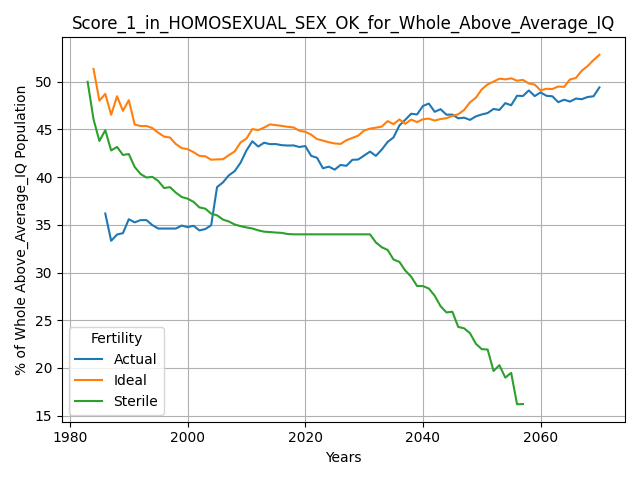 Score_1_in_HOMOSEXUAL_SEX_OK_for_Whole_Above_Average_IQ
% of Whole Above_Average_IQ Population
50
45
40
35
30
25
20
15
Fertility
Actual
Ideal
Sterile
1980 2000 2020 2040 2060
Years